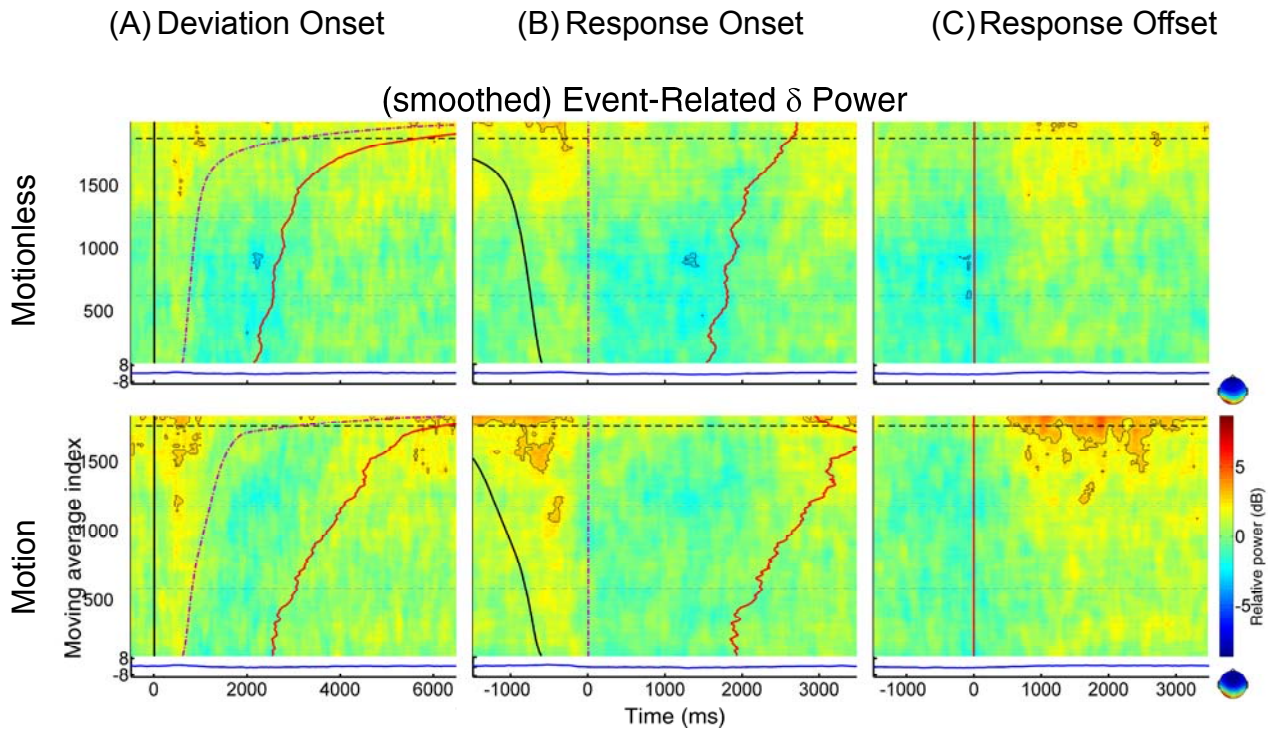 (A) Deviation Onset (B) Response Onset (C) Response Offset
(smoothed) Event-Related δ Power
Motionless
1500
1000
500
8
-8
Motion
Moving average index
1500
1000
500
8
-8
0 2000 4000 6000 -1000 0 1000 2000 3000 -1000 0 1000 2000 3000
Time (ms)
5
0
-5
Relative power (dB)